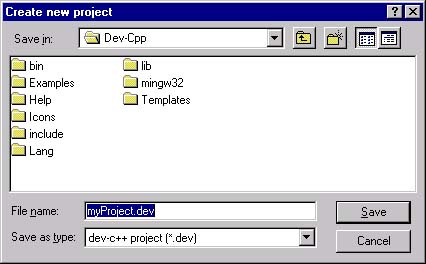 Create new project
Save in: Dev-Cpp
bin
Examples
Help
Icons
include
Lang
lib
mingw32
Templates
File name: myProject.dev Save
Save as type: dev-c++ project (*.dev)
Cancel